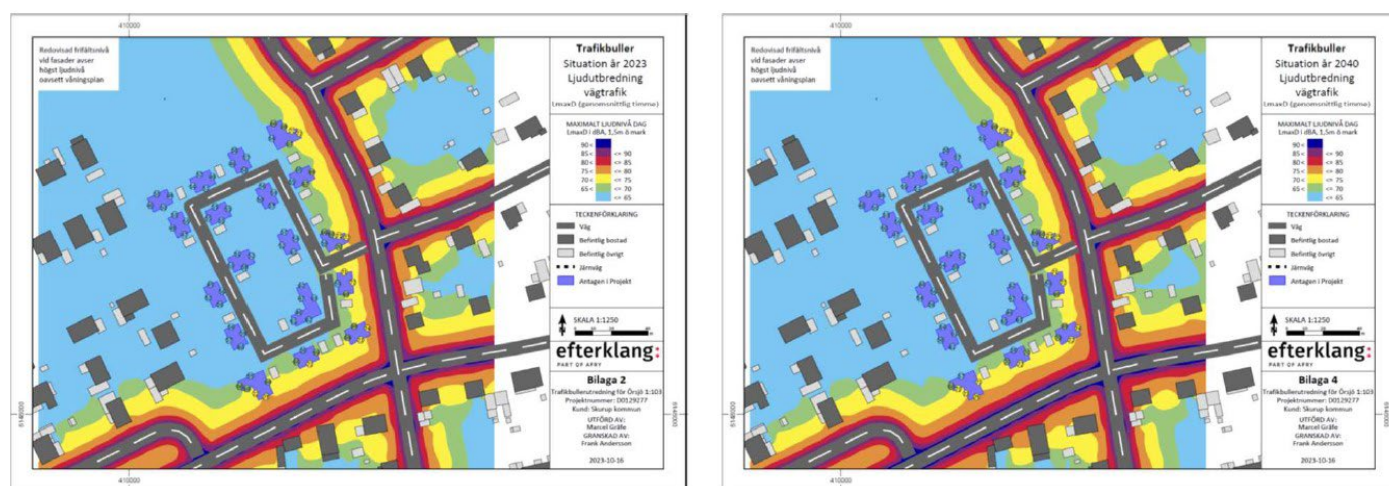 410000
Redovisad frifältsnivå
vid fasader avser
högst ljudnivå
oavsett våningsplan
Trafikbuller
Situation år 2023
Ljudutbredning
vägtrafik
LmaxD (genomsnittlig timme)
MAXIMALT LJUDNIVÅ DAG
LmaxD i dBA, 1,5m ö mark
90 <
85 < <= 90
80 < <= 85
75 < <= 80
70 < <= 75
65 < <= 70
<= 65
TECKENFÖRKLARING
Väg
Befintlig bostad
Befintlig övrigt
Järnväg
Antagen i Projekt
SKALA 1:1250
efterklang:
PART OF AFRY
Bilaga 2
Trafikbullerutredning för Örsjö 1:103
Projektnummer: D0129277
Kund: Skurup kommun
UTFÖRD AV:
Marcel Gräfe
GRANSKAD AV:
Frank Andersson
2023-10-16
410000
410000
Redovisad frifältsnivå
vid fasader avser
högst ljudnivå
oavsett våningsplan
Trafikbuller
Situation år 2040
Ljudutbredning
vägtrafik
LmaxD (genomsnittlig timme)
MAXIMALT LJUDNIVÅ DAG
LmaxD i dBA, 1,5m ö mark
90 <
85 < <= 90
80 < <= 85
75 < <= 80
70 < <= 75
65 < <= 70
<= 65
TECKENFÖRKLARING
Väg
Befintlig bostad
Befintlig övrigt
Järnväg
Antagen i Projekt
SKALA 1:1250
efterklang:
PART OF AFRY
Bilaga 4
Trafikbullerutredning för Örsjö 1:103
Projektnummer: D0129277
Kund: Skurup kommun
UTFÖRD AV:
Marcel Gräfe
GRANSKAD AV:
Frank Andersson
2023-10-16
410000